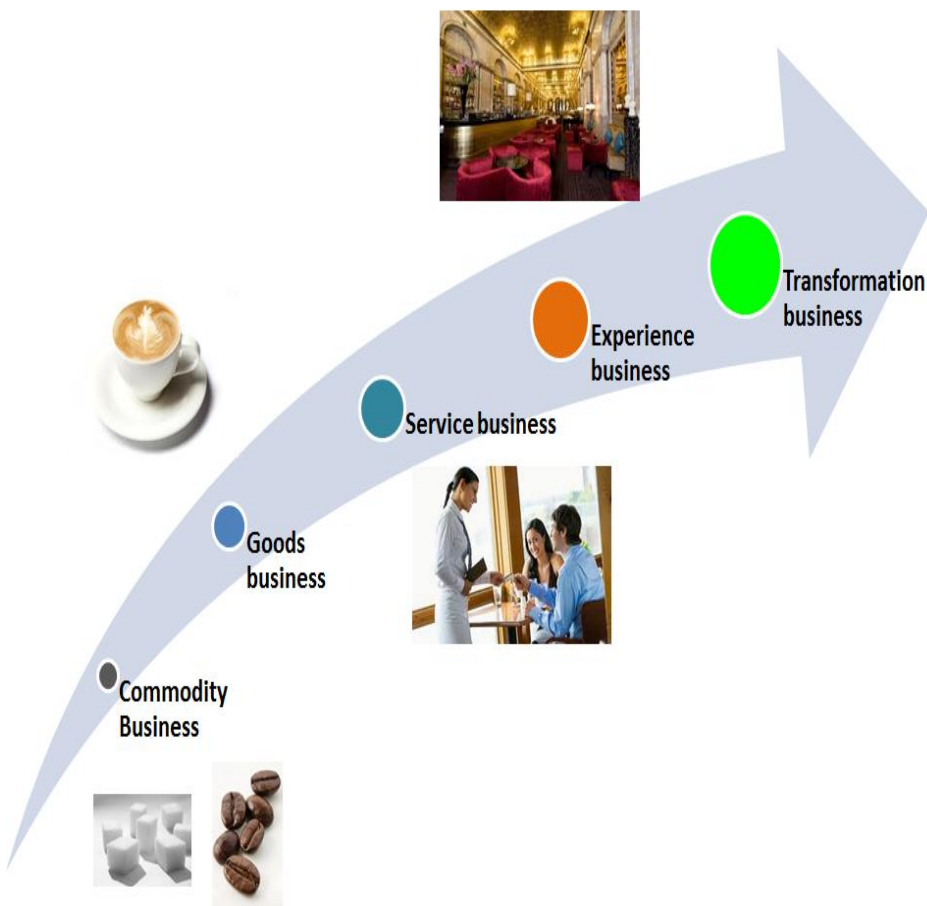 Transformation
business
Experience
business
Service business
Goods
business
Commodity
Business